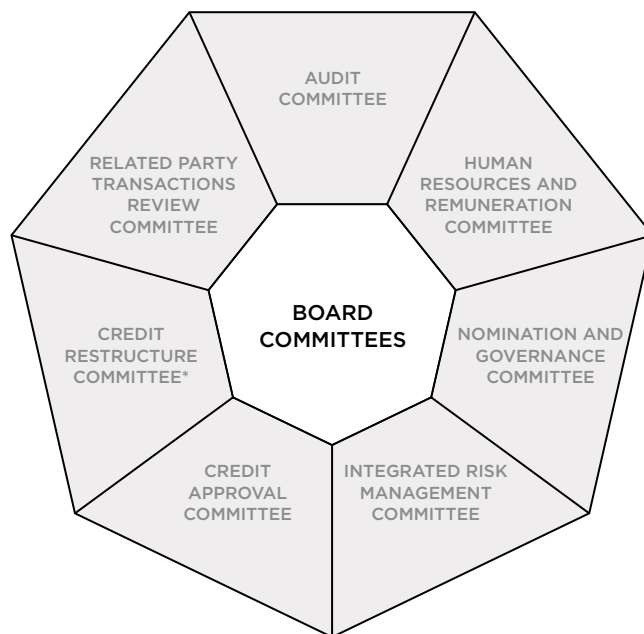 AUDIT
COMMITTEE
HUMAN
RESOURCES AND
REMUNERATION
COMMITTEE
NOMINATION AND
GOVERNANCE
COMMITTEE
INTEGRATED RISK
MANAGEMENT
COMMITTEE
CREDIT
APPROVAL
COMMITTEE
CREDIT
RESTRUCTURE
COMMITTEE*
RELATED PARTY
TRANSACTIONS
REVIEW
COMMITTEE
BOARD
COMMITTEES